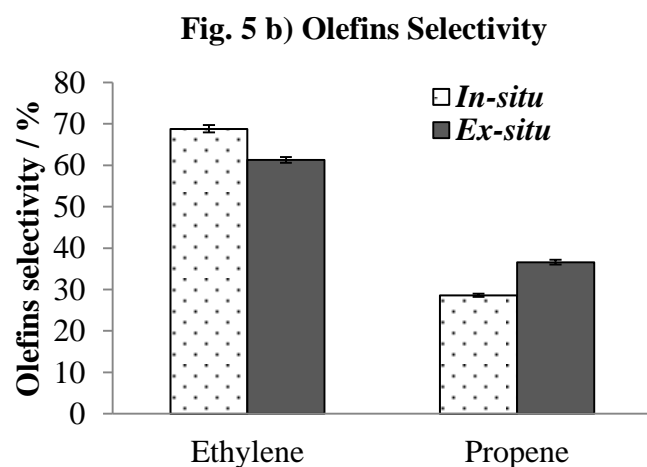 Fig. 5 b) Olefins Selectivity
Olefins selectivity / %
80
70
60
50
40
30
20
10
0
In-situ
Ex-situ
Ethylene
Propene